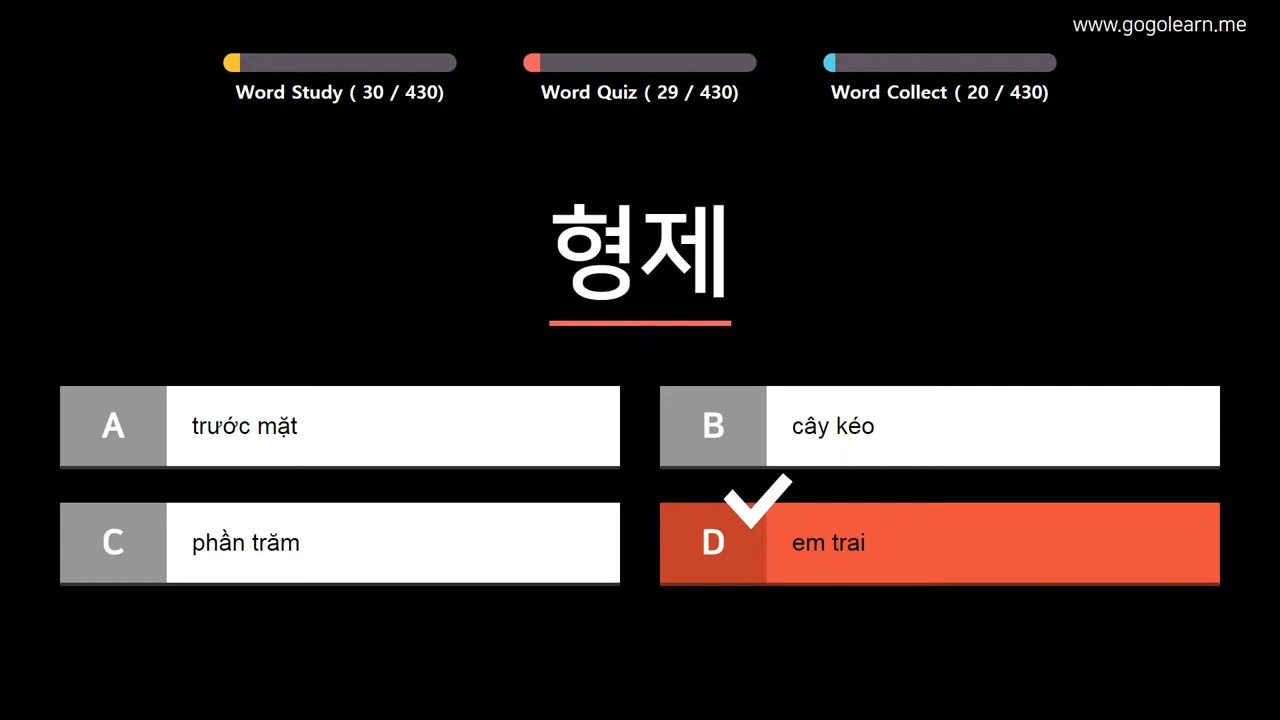 www.gogolearn.me
Word Study ( 30 / 430)
Word Quiz ( 29 / 430)
Word Collect ( 20 / 430)
형제
A trước mặt
B cây kéo
C phần trăm
D em trai